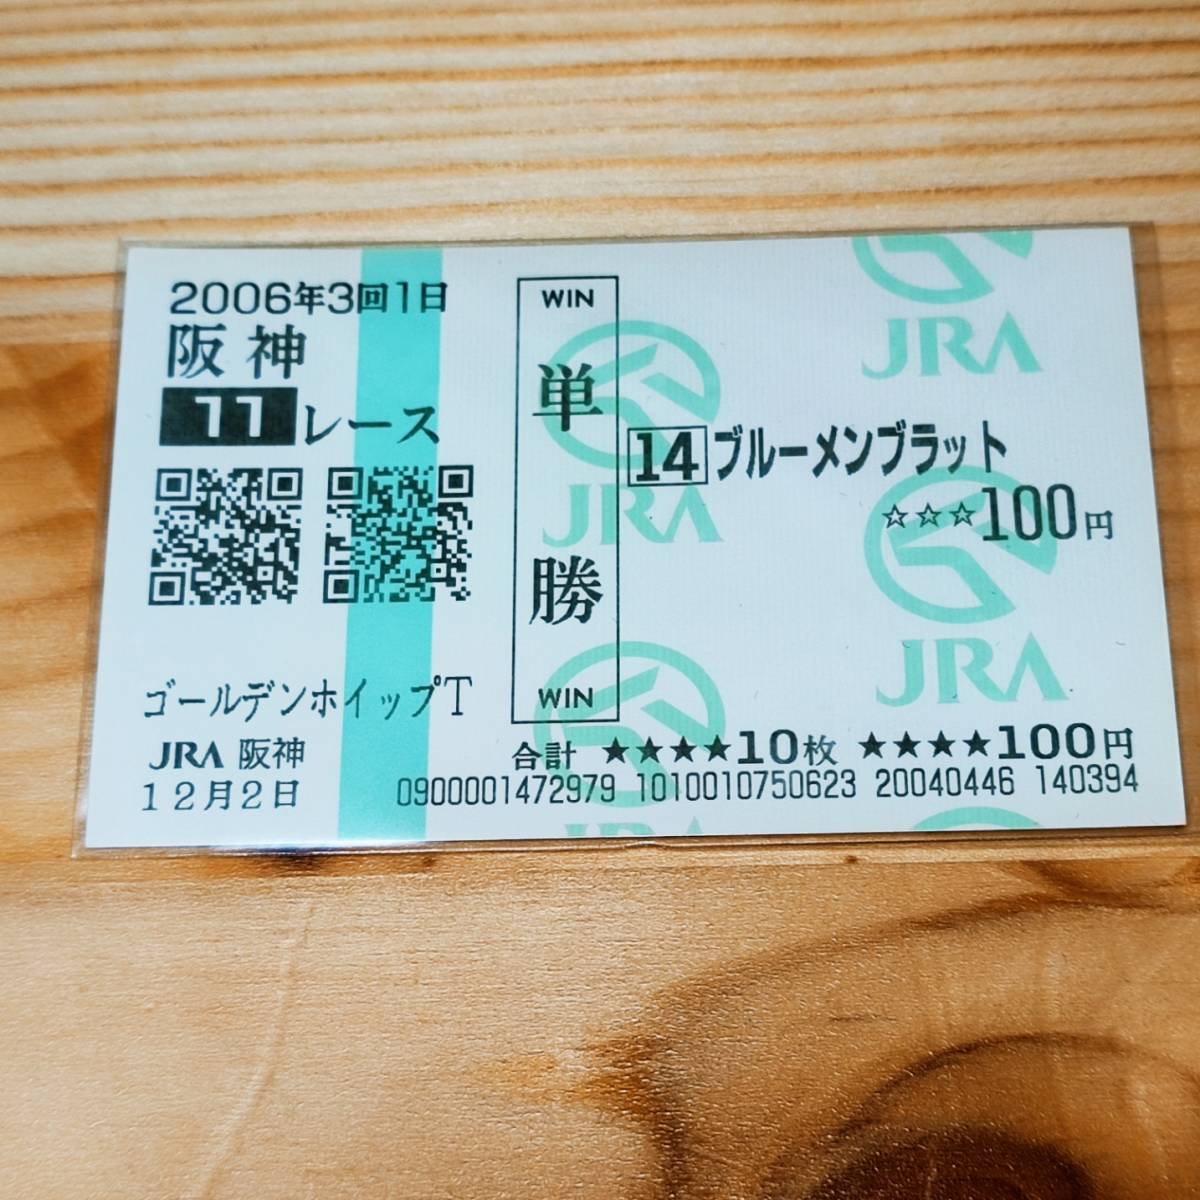 2006年3回1日
阪神
11レース
ゴールデンホイップT
JRA 阪神
12月2日
WIN
単勝
WIN
14 ブルーメンブラット
☆☆☆100円
合計 ★★★★10枚 ★★★★100円
0900001472979 1010010750623 20040446 140394
JRA
JRA
JRA
JRA